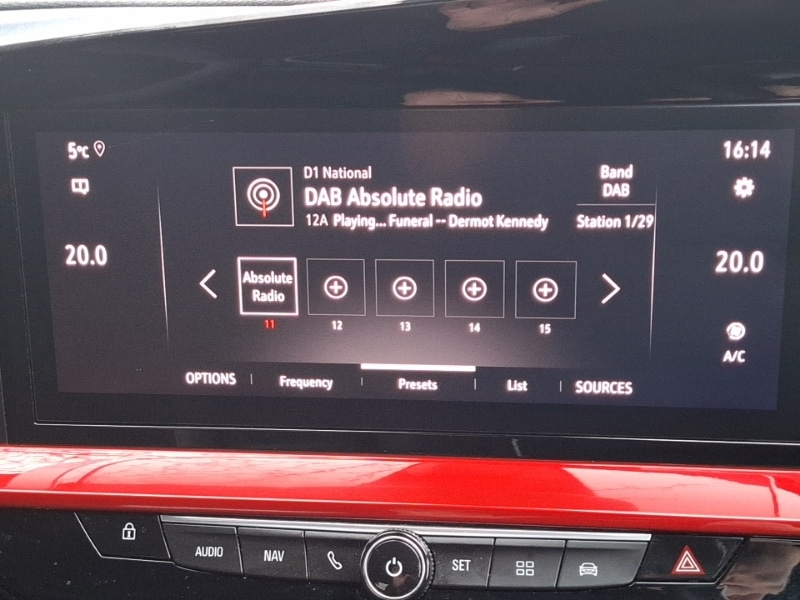 5°C
16:14
D1 National
DAB Absolute Radio
12A Playing... Funeral -- Dermot Kennedy
Band
DAB
Station 1/29
20.0
20.0
Absolute
Radio
11
12
13
14
15
A/C
OPTIONS
Frequency
Presets
List
SOURCES
AUDIO
NAV
SET